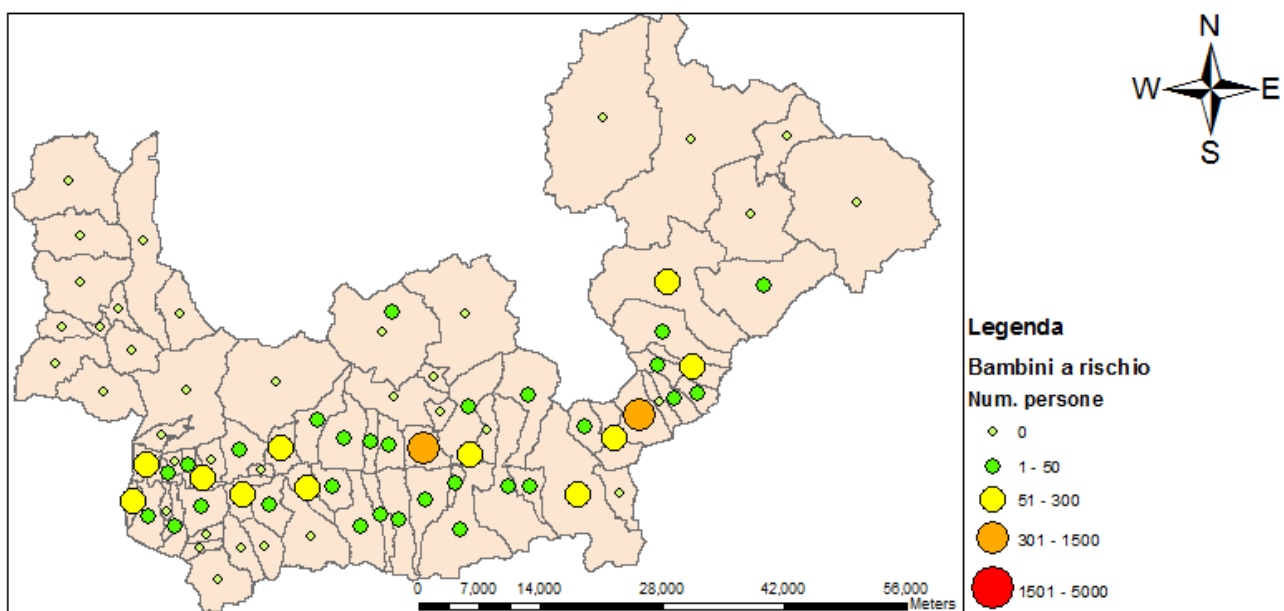 N
W E
S
Legenda
Bambini a rischio
Num. persone
0
1 - 50
51 - 300
301 - 1500
1501 - 5000
0 7,000 14,000 28,000 42,000 56,000
Meters